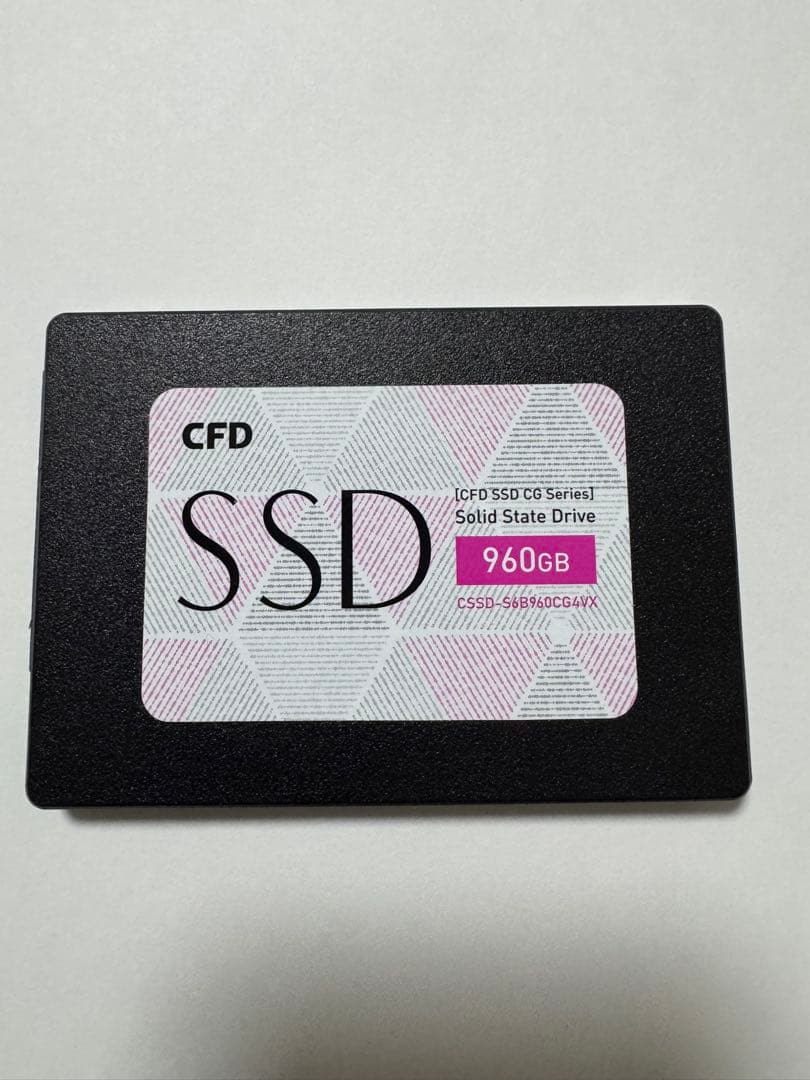 CFD
SSD
[CFD SSD CG Series]
Solid State Drive
960GB
CSSD-S6B960CG4VX